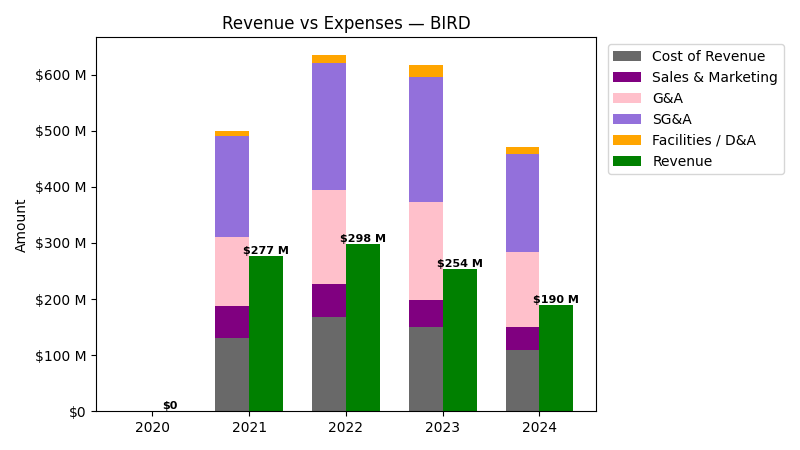 Revenue vs Expenses — BIRD
Amount
$600 M
$500 M
$400 M
$300 M
$200 M
$100 M
$0
$0
$277 M
$298 M
$254 M
$190 M
2020
2021
2022
2023
2024
Cost of Revenue
Sales & Marketing
G&A
SG&A
Facilities / D&A
Revenue